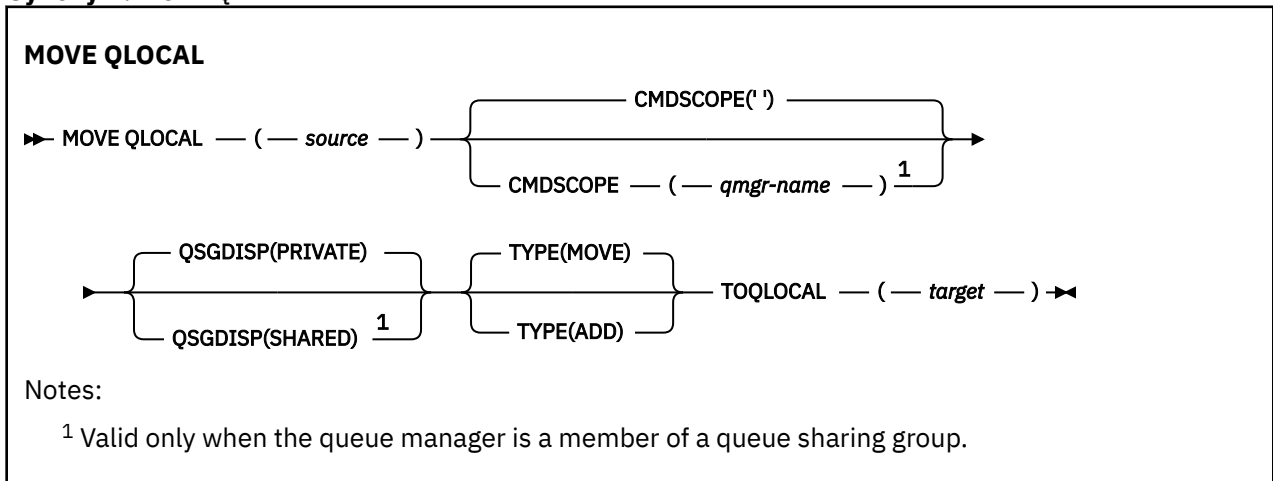 MOVE QLOCAL
CMDSCOPE(' ')
MOVE QLOCAL ( source )
CMDSCOPE ( qmgr-name ) 1
QSGDISP(PRIVATE) TYPE(MOVE)
TOQLOCAL ( target )
QSGDISP(SHARED) 1 TYPE(ADD)
Notes:
1 Valid only when the queue manager is a member of a queue sharing group.